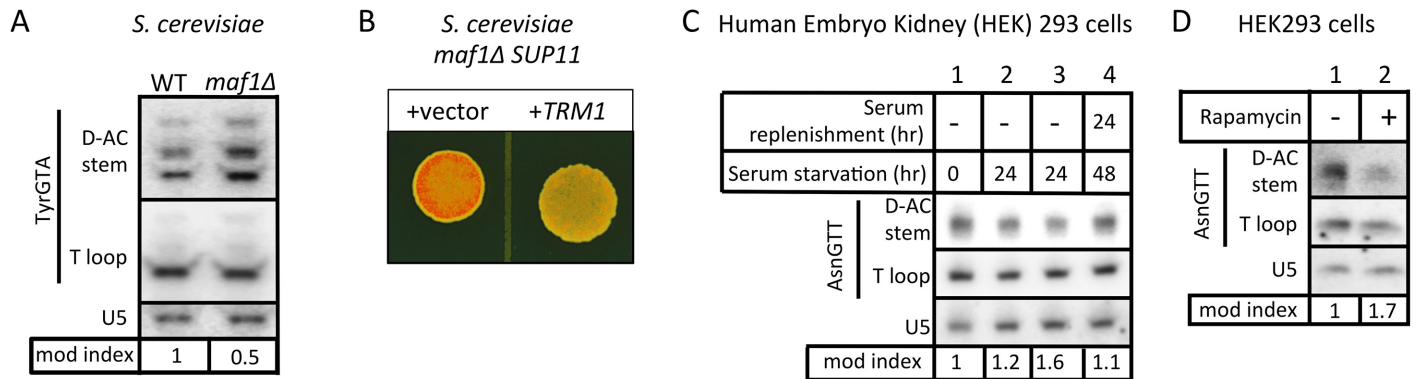 A
S. cerevisiae
WT maf1Δ
TyrGTA
D-AC
stem
T loop
U5
mod index 1 0.5
B
S. cerevisiae
maf1Δ SUP11
+vector +TRM1
C
Human Embryo Kidney (HEK) 293 cells
1 2 3 4
Serum
replenishment (hr) - - - 24
Serum starvation (hr) 0 24 24 48
AsnGTT
D-AC
stem
T loop
U5
mod index 1 1.2 1.6 1.1
D
HEK293 cells
1 2
Rapamycin - +
AsnGTT
D-AC
stem
T loop
U5
mod index 1 1.7